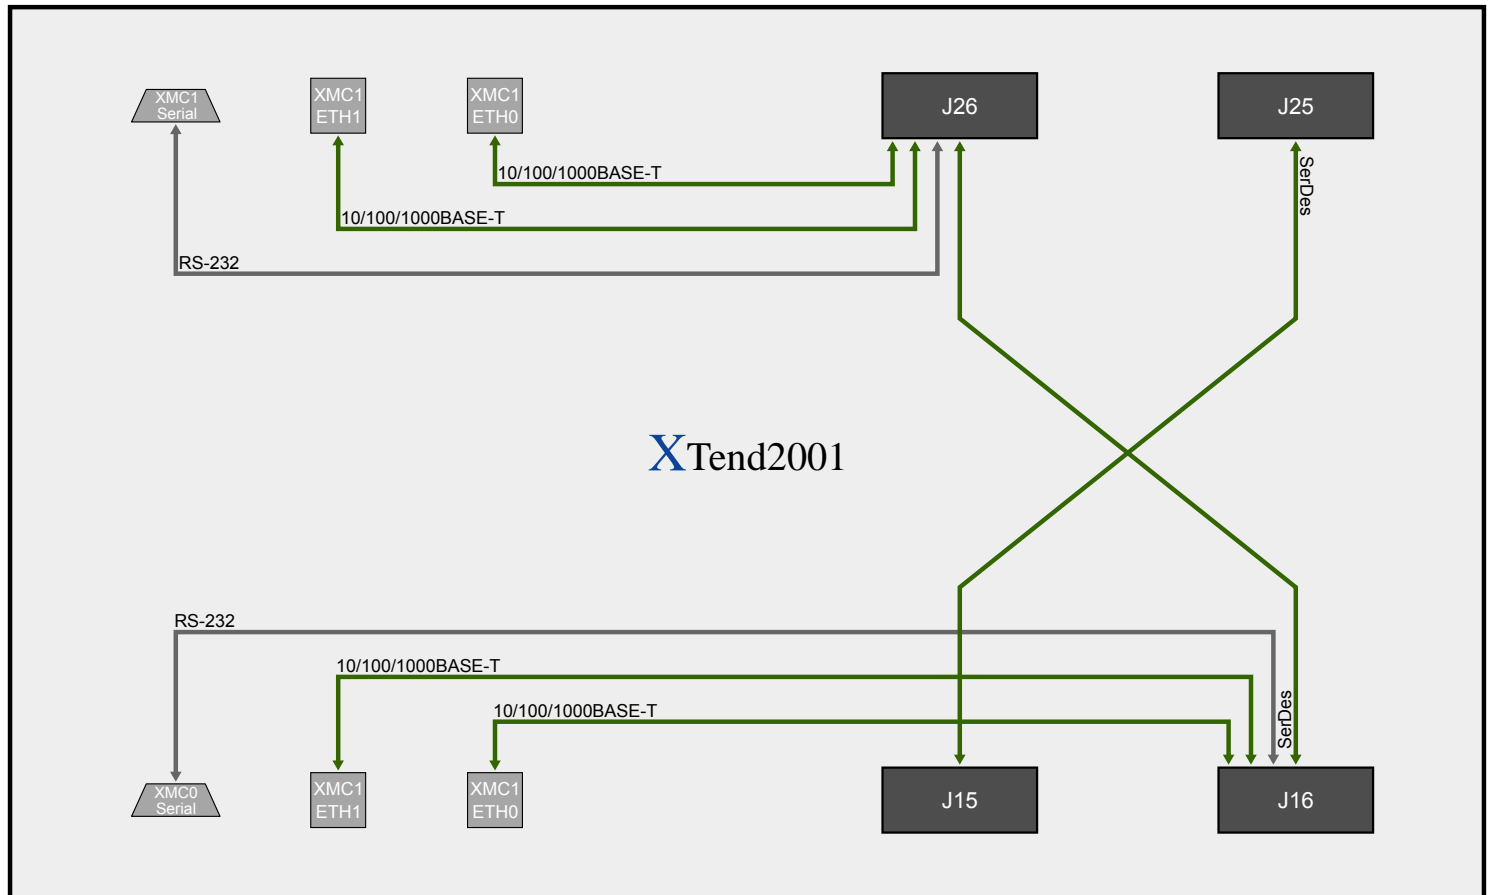 XMC1
Serial
XMC1
ETH1
XMC1
ETH0
J26
J25
10/100/1000BASE-T
SerDes
10/100/1000BASE-T
RS-232
XTend2001
RS-232
10/100/1000BASE-T
10/100/1000BASE-T
SerDes
XMC0
Serial
XMC1
ETH1
XMC1
ETH0
J15
J16